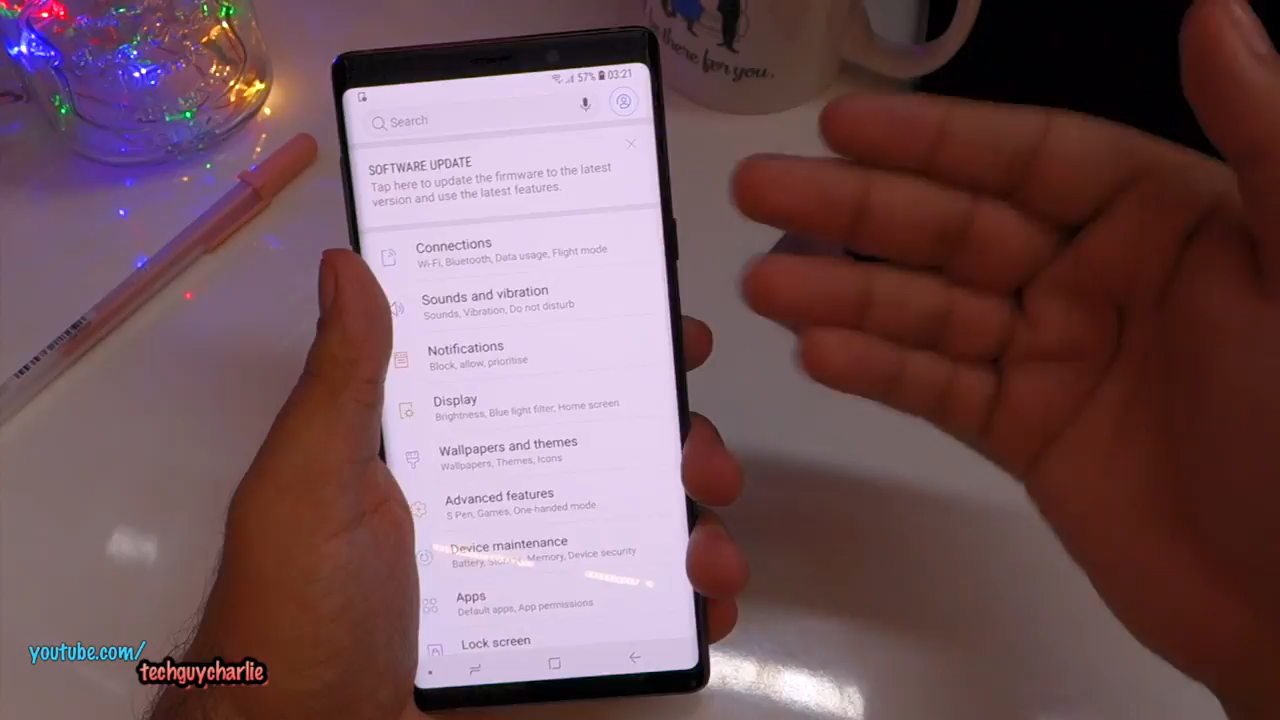 there for you.
57% 03:21
Search
SOFTWARE UPDATE
Tap here to update the firmware to the latest
version and use the latest features.
Connections
Wi-Fi, Bluetooth, Data usage, Flight mode
Sounds and vibration
Sounds, Vibration, Do not disturb
Notifications
Block, allow, prioritise
Display
Brightness, Blue light filter, Home screen
Wallpapers and themes
Wallpapers, Themes, Icons
Advanced features
S Pen, Games, One-handed mode
Device maintenance
Battery, Storage, Memory, Device security
Apps
Default apps, App permissions
Lock screen
youtube.com/
techguycharlie